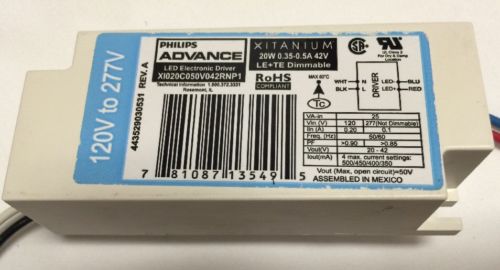 120V to 277V
443529030531 REV.A
PHILIPS
ADVANCE
LED Electronic Driver
XI020C050V042RNP1
Technical Information 1.800.372.3331
Rosemont, IL
XITANIUM
20W 0.35-0.5A 42V
LE+TE Dimmable
RoHS
COMPLIANT
MAX 80°C
Tc
WHT N
BLK L
DRIVER
LED- BLU
LED+ RED
VA-in 25
Vin (V) 120 277(Not Dimmable)
Iin (A) 0.20 0.1
Freq. (Hz) 50/60
PF >0.90 >0.85
Vout(V) 20 - 42
Iout(mA) 4 max. current settings:
500/450/400/350
Vout (Max, open circuit)=50V
ASSEMBLED IN MEXICO
7 81087 13549 5